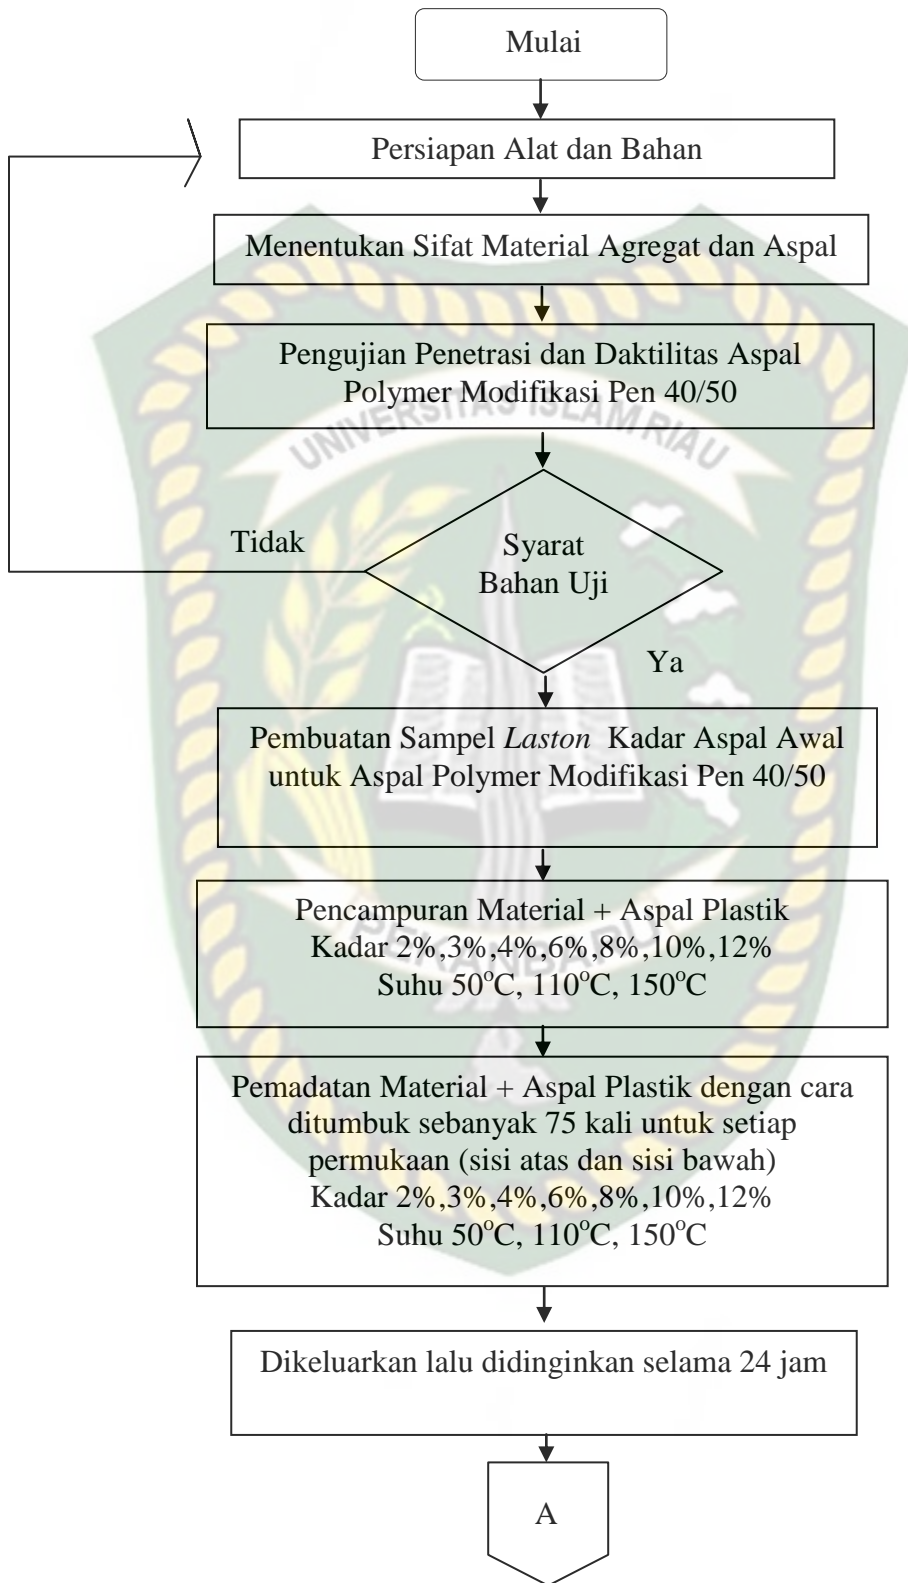 Mulai
Persiapan Alat dan Bahan
Menentukan Sifat Material Agregat dan Aspal
Pengujian Penetrasi dan Daktilitas Aspal
Polymer Modifikasi Pen 40/50
UNIVERSITAS ISLAM RIAU
Tidak
Syarat
Bahan Uji
Ya
Pembuatan Sampel Laston Kadar Aspal Awal
untuk Aspal Polymer Modifikasi Pen 40/50
Pencampuran Material + Aspal Plastik
Kadar 2%,3%,4%,6%,8%,10%,12%
PEKANBARU
Suhu 50°C, 110°C, 150°C
Pemadatan Material + Aspal Plastik dengan cara
ditumbuk sebanyak 75 kali untuk setiap
permukaan (sisi atas dan sisi bawah)
Kadar 2%,3%,4%,6%,8%,10%,12%
Suhu 50°C, 110°C, 150°C
Dikeluarkan lalu didinginkan selama 24 jam
A